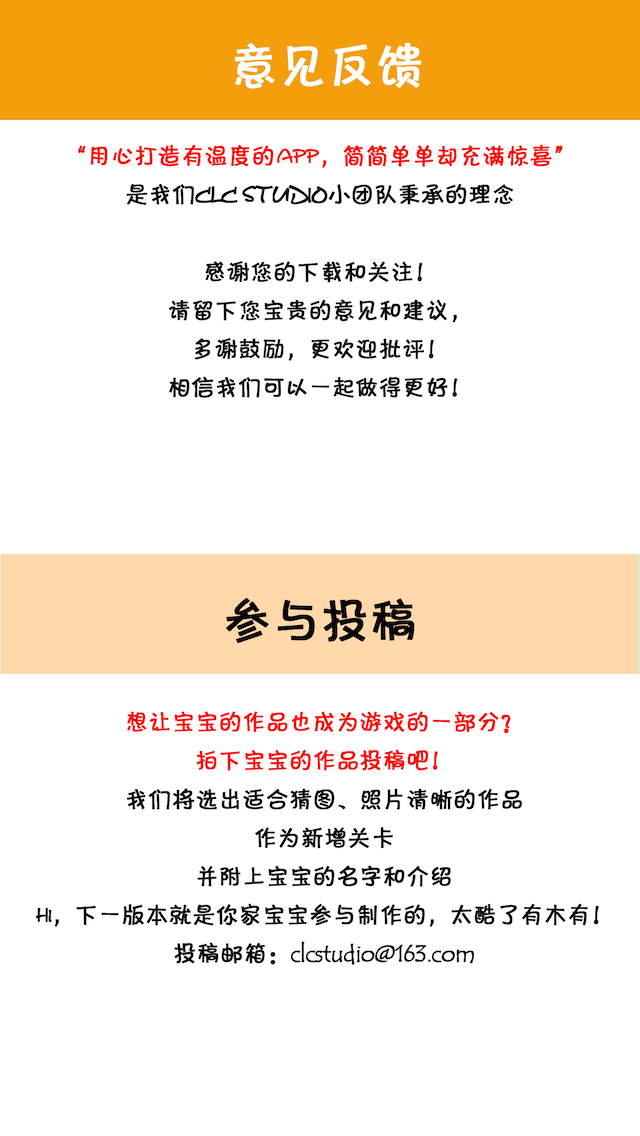 意见反馈
“用心打造有温度的APP，简简单单却充满惊喜”
是我们CLC STUDIO小团队秉承的理念
感谢您的下载和关注！
请留下您宝贵的意见和建议，
多谢鼓励，更欢迎批评！
相信我们可以一起做得更好！
参与投稿
想让宝宝的作品也成为游戏的一部分？
拍下宝宝的作品投稿吧！
我们将选出适合猜图、照片清晰的作品
作为新增关卡
并附上宝宝的名字和介绍
HI，下一版本就是你家宝宝参与制作的，太酷了有木有！
投稿邮箱：clcstudio@163.com